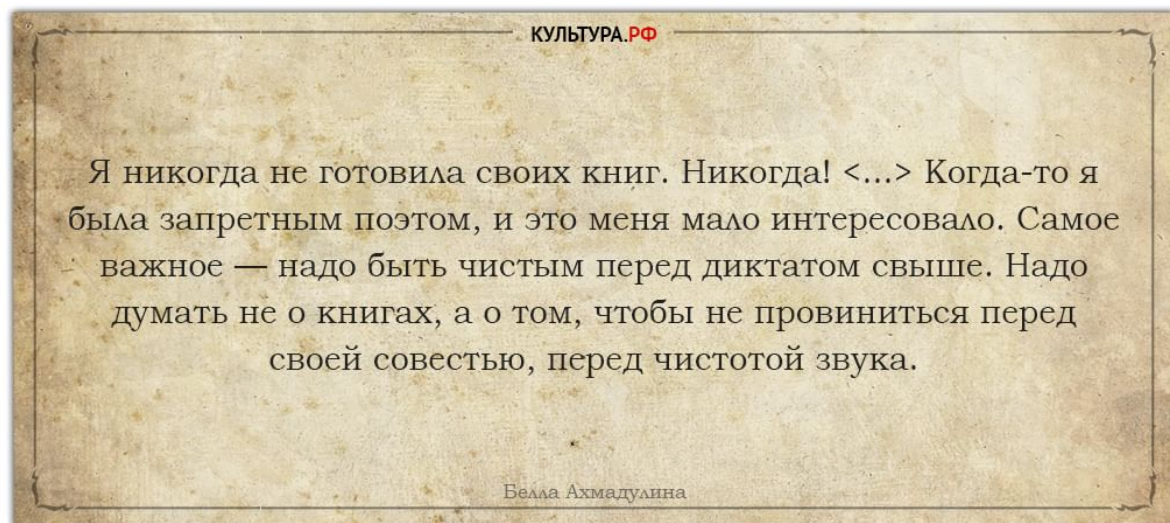 КУЛЬТУРА.РФ
Я никогда не готовила своих книг. Никогда! <...> Когда-то я
была запретным поэтом, и это меня мало интересовало. Самое
важное — надо быть чистым перед диктатом свыше. Надо
думать не о книгах, а о том, чтобы не провиниться перед
своей совестью, перед чистотой звука.
Белла Ахмадулина